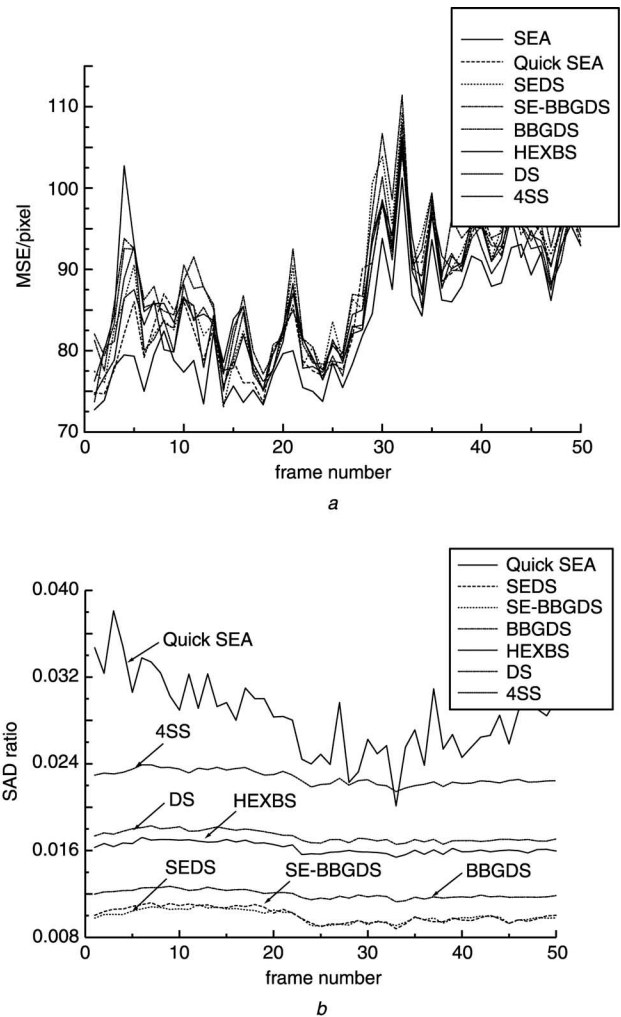 SEA
Quick SEA
SEDS
SE-BBGDS
BBGDS
HEXBS
DS
4SS
110
100
90
80
70
MSE/pixel
0
10
20
30
40
50
frame number
a
Quick SEA
SEDS
SE-BBGDS
BBGDS
HEXBS
DS
4SS
0.040
0.032
0.024
0.016
0.008
SAD ratio
Quick SEA
4SS
DS
HEXBS
SEDS
SE-BBGDS
BBGDS
0
10
20
30
40
50
frame number
b